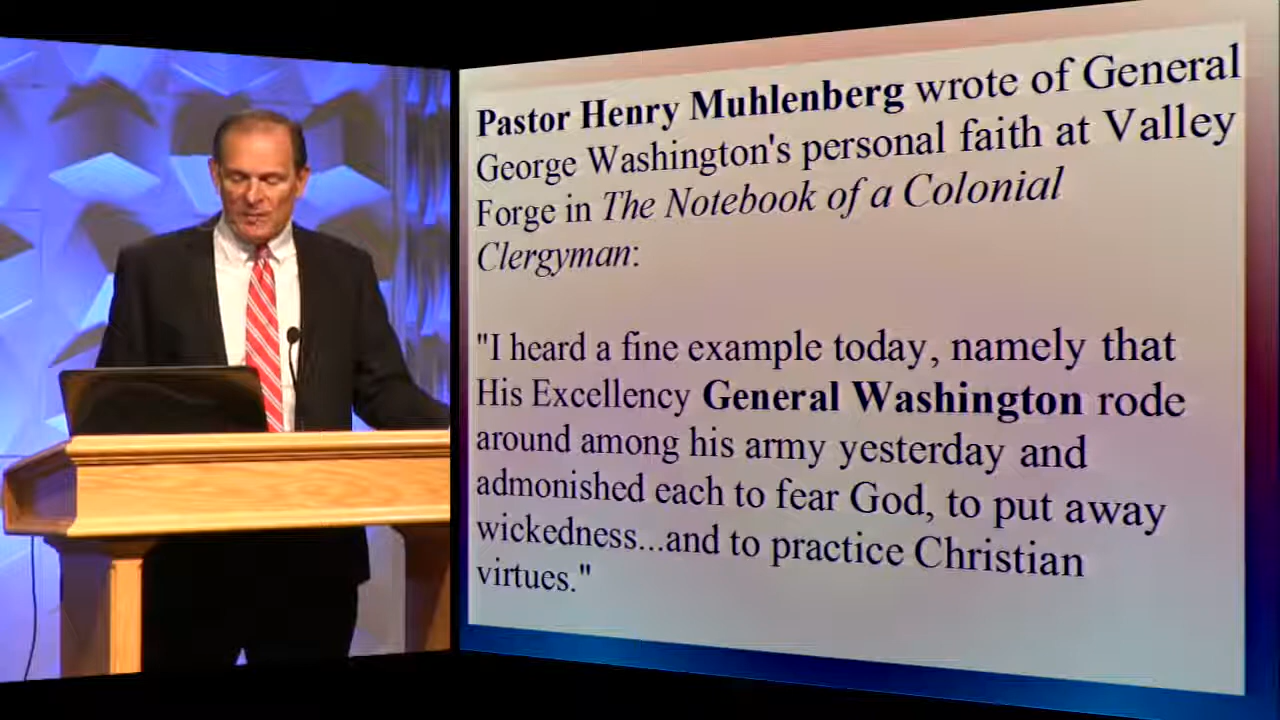 Pastor Henry Muhlenberg wrote of General
George Washington's personal faith at Valley
Forge in The Notebook of a Colonial
Clergyman:
"I heard a fine example today, namely that
His Excellency General Washington rode
around among his army yesterday and
admonished each to fear God, to put away
wickedness...and to practice Christian
virtues."